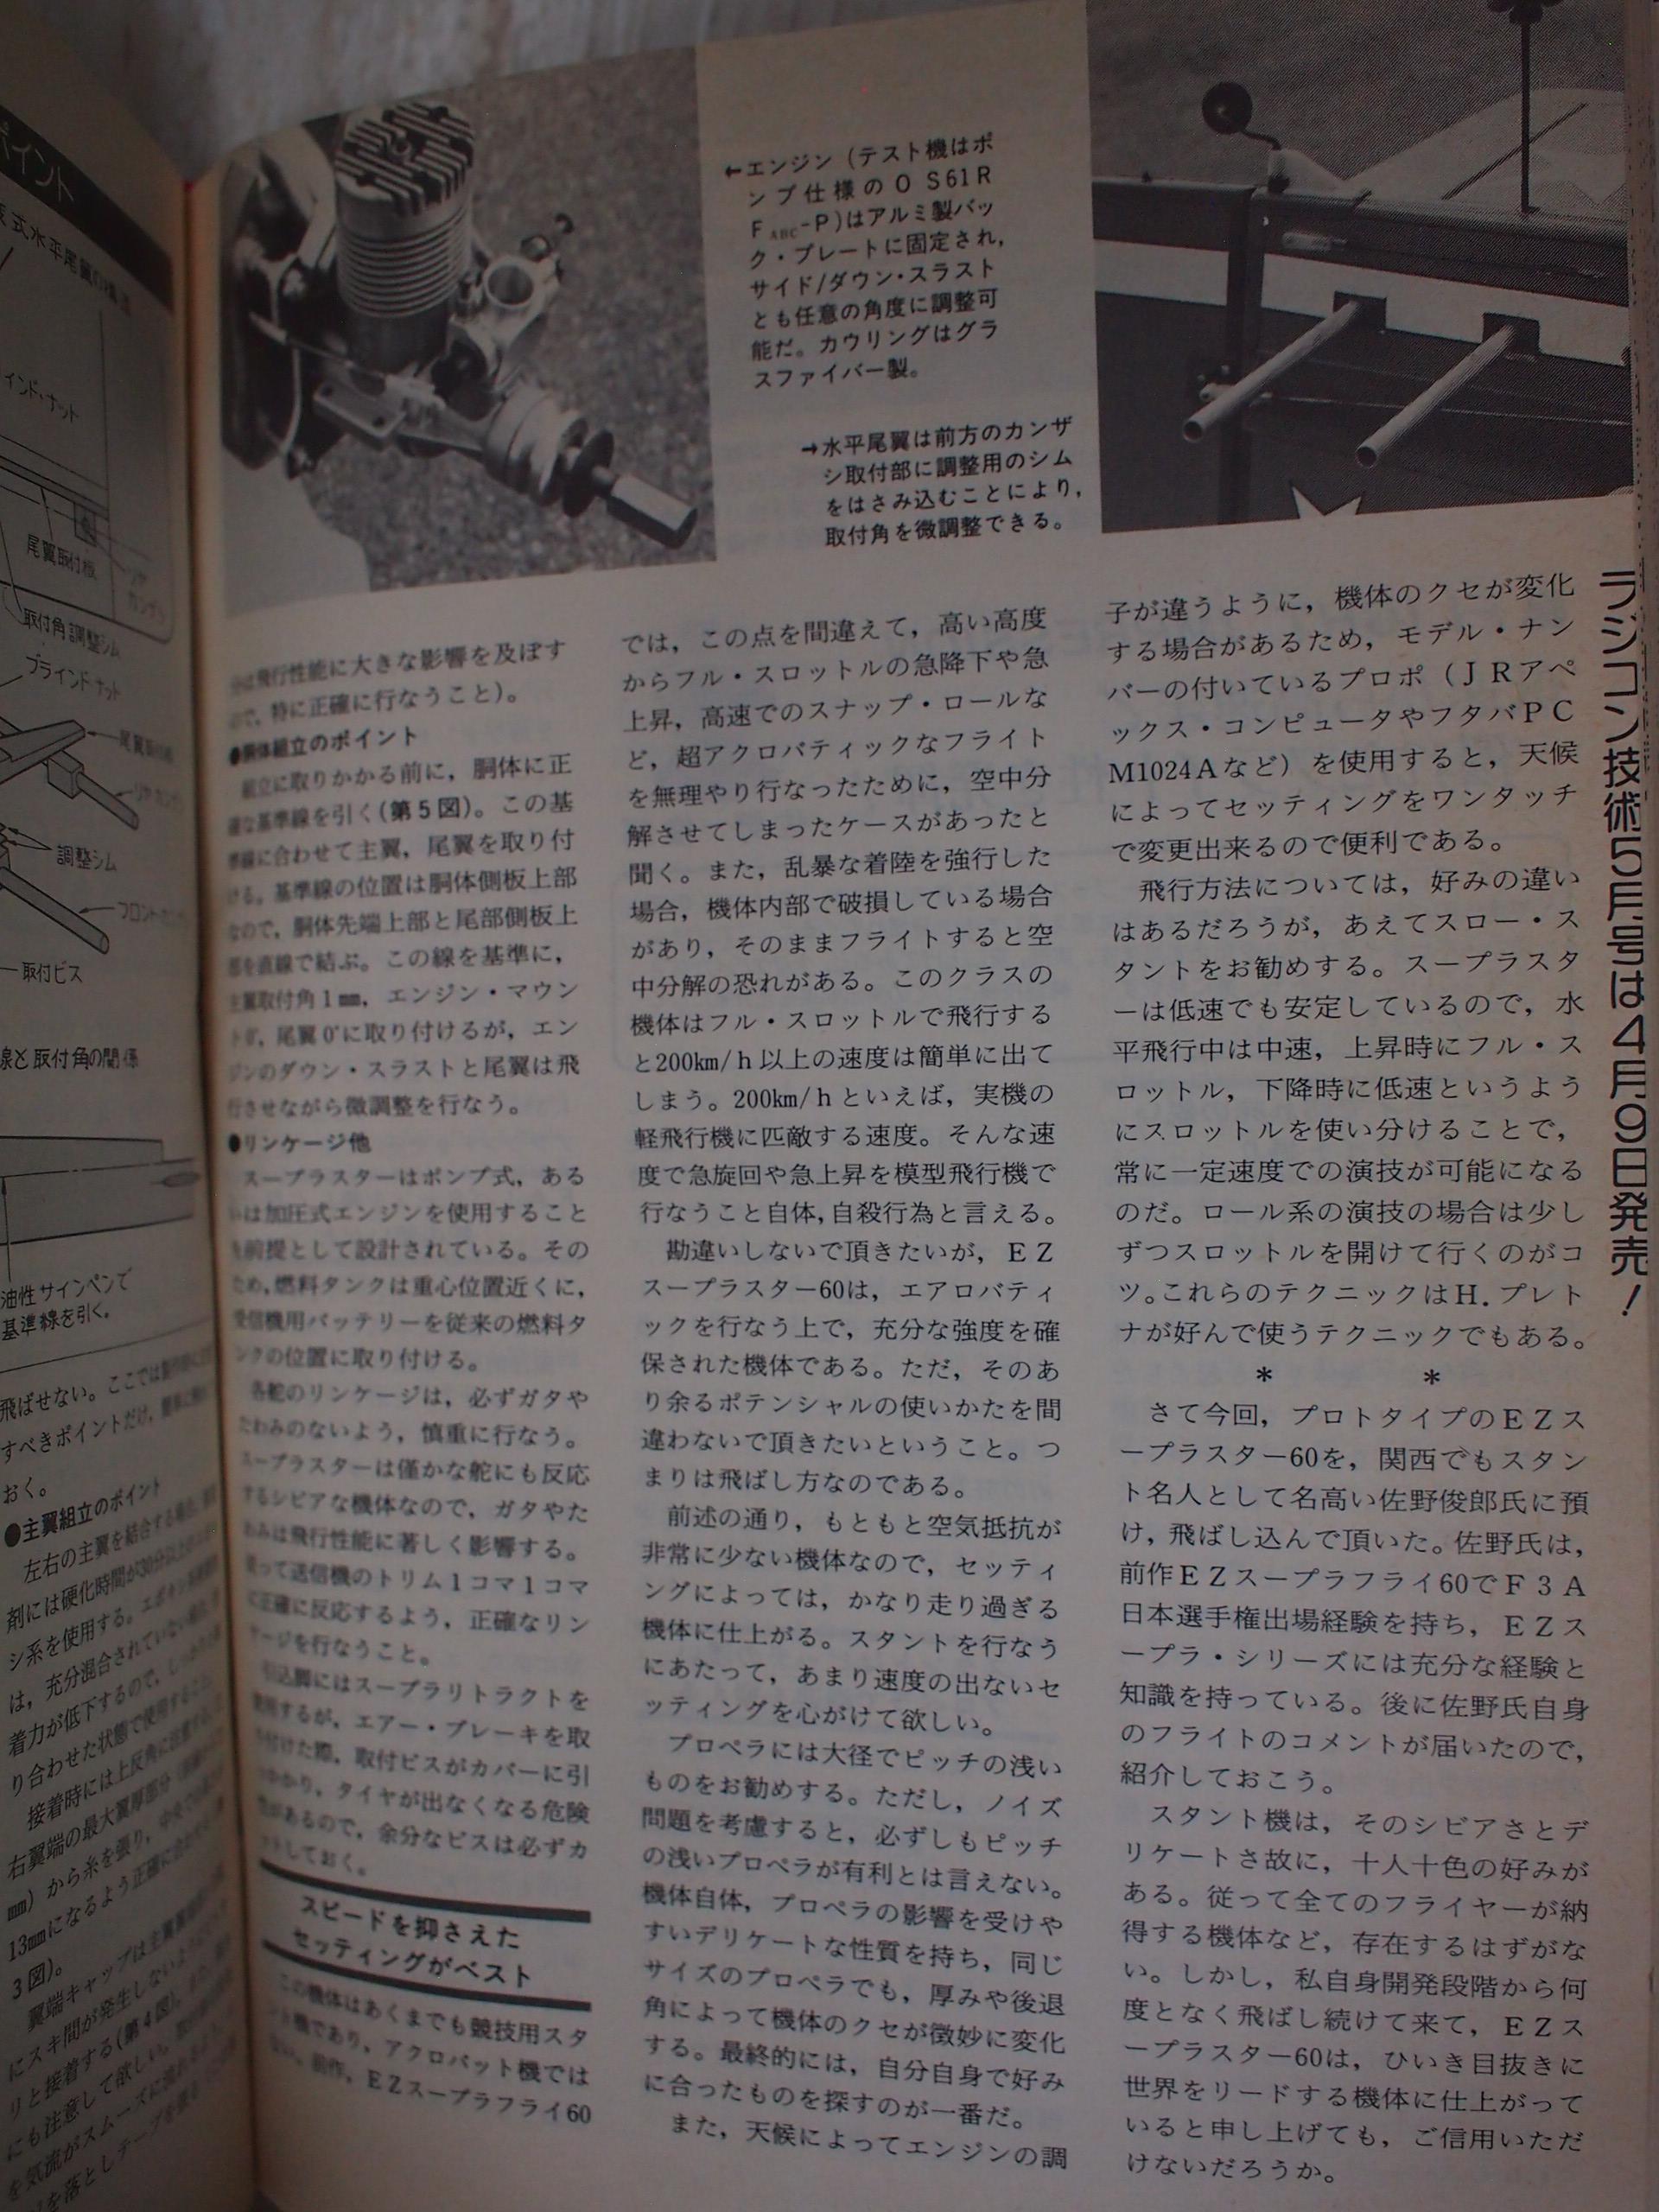 ←エンジン（テスト機はポ
ンプ仕様のＯＳ61Ｒ
ＦABC-Ｐ）はアルミ製バッ
ク・プレートに固定され，
サイド/ダウン・スラスト
とも任意の角度に調整可
能だ。カウリングはグラ
スファイバー製。
→水平尾翼は前方のカンザ
シ取付部に調整用のシム
をはさみ込むことにより，
取付角を微調整できる。
尾翼取付板
取付角調整シム
ブラインド・ナット
調整シム
取付ビス
線と取付角の関係
油性サインペンで
基準線を引く。
飛ばせない。ここでは
すべきポイントだけ，
おく。
●主翼組立のポイント
左右の主翼を結合する
剤には硬化時間が30分以上の
シ系を使用する。
は，充分混合されていない
着力が低下するので，
り合わせた状態で使用する
接着時には上反角に注意する
右翼端の最大翼厚部分
mm）から糸を張り，中央
13mmになるよう正確に
3図）。
翼端キャップは主翼
にスキ間が発生しないよう
リと接着する（第4図）。
にも注意して欲しい。
を気流がスムーズに流れる
飛行性能に大きな影響を及ぼす
特に正確に行なうこと）。
●胴体組立のポイント
組立に取りかかる前に，胴体に正
確な基準線を引く(第５図)。この基
準線に合わせて主翼，尾翼を取り付
ける。基準線の位置は胴体側板上部
なので，胴体先端上部と尾部側板上
部を直線で結ぶ。この線を基準に，
主翼取付角１㎜，エンジン・マウン
ト0°，尾翼0°に取り付けるが，エン
ジンのダウン・スラストと尾翼は飛
行させながら微調整を行なう。
●リンケージ他
スープラスターはポンプ式，ある
いは加圧式エンジンを使用すること
を前提として設計されている。その
ため，燃料タンクは重心位置近くに，
受信機用バッテリーを従来の燃料タ
ンクの位置に取り付ける。
各舵のリンケージは，必ずガタや
たわみのないよう，慎重に行なう。
スープラスターは僅かな舵にも反応
するシビアな機体なので，ガタやた
わみは飛行性能に著しく影響する。
従って送信機のトリム１コマ１コマ
に正確に反応するよう，正確なリン
ケージを行なうこと。
引込脚にはスープラリトラクトを
使用するが，エアー・ブレーキを取
り付けた際，取付ビスがカバーに引
っかかり，タイヤが出なくなる危険
性があるので，余分なビスは必ずカ
ットしておく。
スピードを抑さえた
セッティングがベスト
この機体はあくまでも競技用スタ
ント機であり，アクロバット機では
ない。前作，ＥＺスープラフライ60
では，この点を間違えて，高い高度
からフル・スロットルの急降下や急
上昇，高速でのスナップ・ロールな
ど，超アクロバティックなフライト
を無理やり行なったために，空中分
解させてしまったケースがあったと
聞く。また，乱暴な着陸を強行した
場合，機体内部で破損している場合
があり，そのままフライトすると空
中分解の恐れがある。このクラスの
機体はフル・スロットルで飛行する
と200km/ｈ以上の速度は簡単に出て
しまう。200km/ｈといえば，実機の
軽飛行機に匹敵する速度。そんな速
度で急旋回や急上昇を模型飛行機で
行なうこと自体，自殺行為と言える。
勘違いしないで頂きたいが，ＥＺ
スープラスター60は，エアロバティ
ックを行なう上で，充分な強度を確
保された機体である。ただ，そのあ
り余るポテンシャルの使いかたを間
違わないで頂きたいということ。つ
まりは飛ばし方なのである。
前述の通り，もともと空気抵抗が
非常に少ない機体なので，セッティ
ングによっては，かなり走り過ぎる
機体に仕上がる。スタントを行なう
にあたって，あまり速度の出ないセ
ッティングを心がけて欲しい。
プロペラには大径でピッチの浅い
ものをお勧めする。ただし，ノイズ
問題を考慮すると，必ずしもピッチ
の浅いプロペラが有利とは言えない。
機体自体，プロペラの影響を受けや
すいデリケートな性質を持ち，同じ
サイズのプロペラでも，厚みや後退
角によって機体のクセが微妙に変化
する。最終的には，自分自身で好み
に合ったものを探すのが一番だ。
また，天候によってエンジンの調
子が違うように，機体のクセが変化
する場合があるため，モデル・ナン
バーの付いているプロポ（ＪＲアペ
ックス・コンピュータやフタバＰＣ
Ｍ1024Ａなど）を使用すると，天候
によってセッティングをワンタッチ
で変更出来るので便利である。
飛行方法については，好みの違い
はあるだろうが，あえてスロー・ス
タントをお勧めする。スープラスタ
ーは低速でも安定しているので，水
平飛行中は中速，上昇時にフル・ス
ロットル，下降時に低速というよう
にスロットルを使い分けることで，
常に一定速度での演技が可能になる
のだ。ロール系の演技の場合は少し
ずつスロットルを開けて行くのがコ
ツ。これらのテクニックはＨ．プレト
ナが好んで使うテクニックでもある。
＊　　　　　＊
さて今回，プロトタイプのＥＺス
ープラスター60を，関西でもスタン
ト名人として名高い佐野俊郎氏に預
け，飛ばし込んで頂いた。佐野氏は，
前作ＥＺスープラフライ60でＦ３Ａ
日本選手権出場経験を持ち，ＥＺス
ープラ・シリーズには充分な経験と
知識を持っている。後に佐野氏自身
のフライトのコメントが届いたので，
紹介しておこう。
スタント機は，そのシビアさとデ
リケートさ故に，十人十色の好みが
ある。従って全てのフライヤーが納
得する機体など，存在するはずがな
い。しかし，私自身開発段階から何
度となく飛ばし続けて来て，ＥＺス
ープラスター60は，ひいき目抜きに
世界をリードする機体に仕上がって
いると申し上げても，ご信用いただ
けないだろうか。
ラジコン技術5月号は4月9日発売！